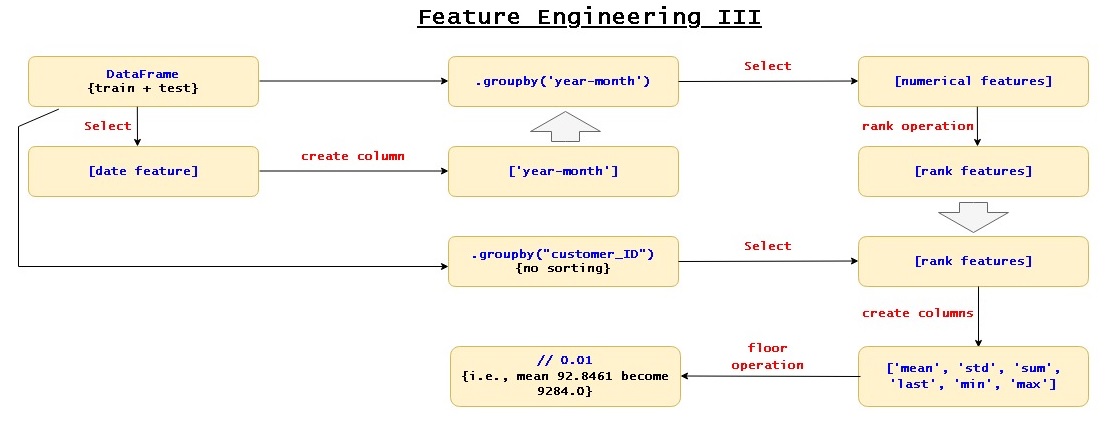 Feature Engineering III
DataFrame
{train + test}
.groupby('year-month')
Select
[numerical features]
Select
rank operation
[date feature]
create column
['year-month']
[rank features]
.groupby("customer_ID")
{no sorting}
Select
[rank features]
create columns
['mean', 'std', 'sum',
'last', 'min', 'max']
floor
operation
// 0.01
{i.e., mean 92.8461 become
9284.0}